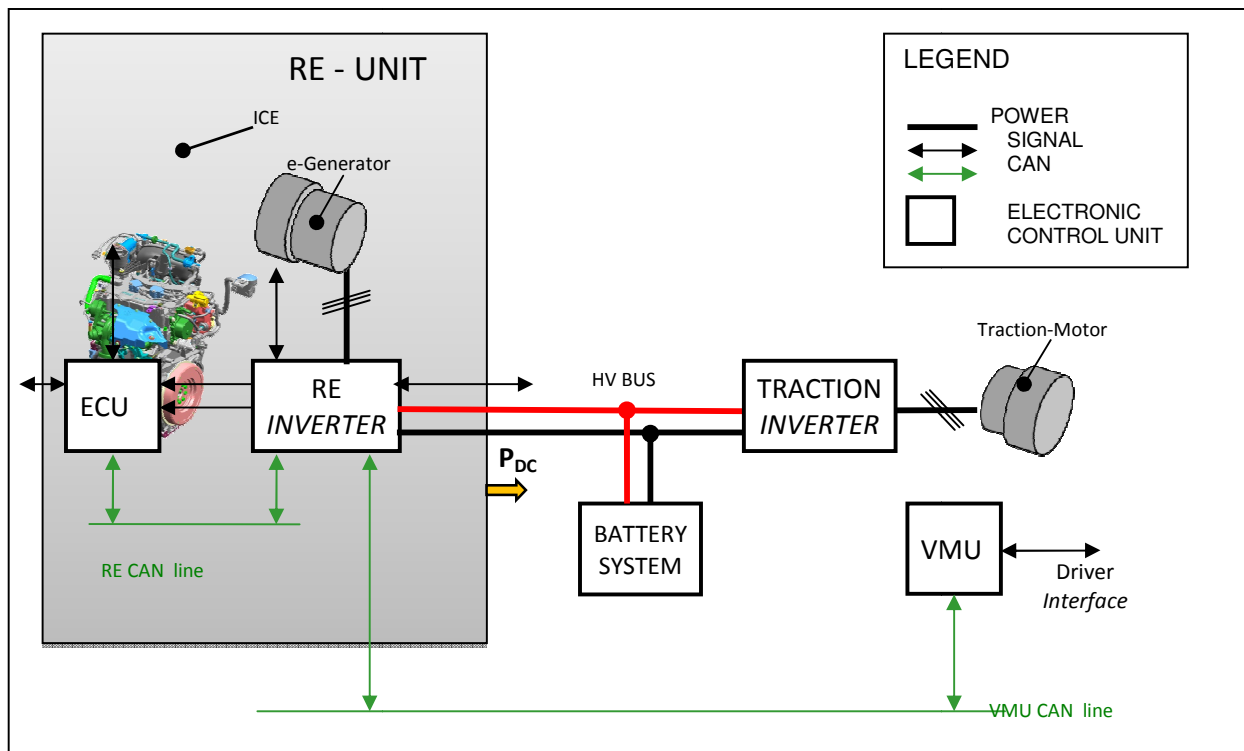 RE - UNIT
ICE
e-Generator
ECU
RE
INVERTER
RE CAN line
P_DC
HV BUS
BATTERY
SYSTEM
TRACTION
INVERTER
Traction-Motor
VMU
Driver
Interface
VMU CAN line
LEGEND
POWER
SIGNAL
CAN
ELECTRONIC
CONTROL UNIT